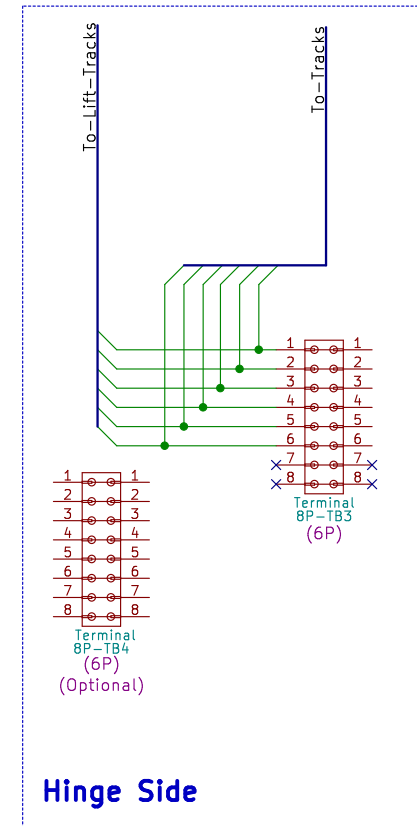 To-Lift-Tracks
To-Tracks
1 1
2 2
3 3
4 4
5 5
6 6
7 7
8 8
Terminal
8P-TB3
(6P)
1 1
2 2
3 3
4 4
5 5
6 6
7 7
8 8
Terminal
8P-TB4
(6P)
(Optional)
Hinge Side